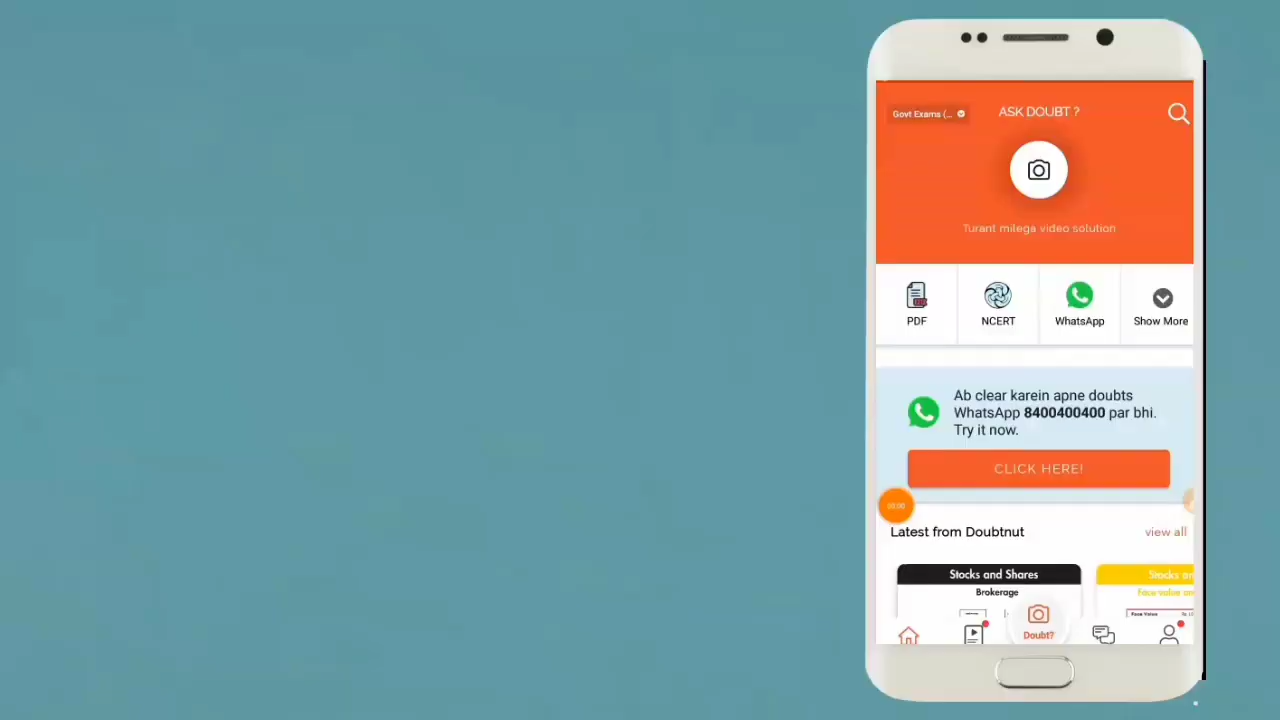 Govt Exams (...
ASK DOUBT ?
Turant milega video solution
PDF
NCERT
WhatsApp
Show More
Ab clear karein apne doubts
WhatsApp 8400400400 par bhi.
Try it now.
CLICK HERE!
Latest from Doubtnut
view all
Stocks and Shares
Brokerage
Stocks an
Face value an
Face Value
Doubt?